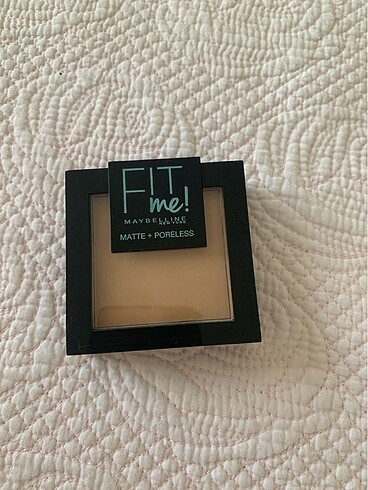 FIT
me!
MAYBELLINE
NEW YORK
MATTE + PORELESS